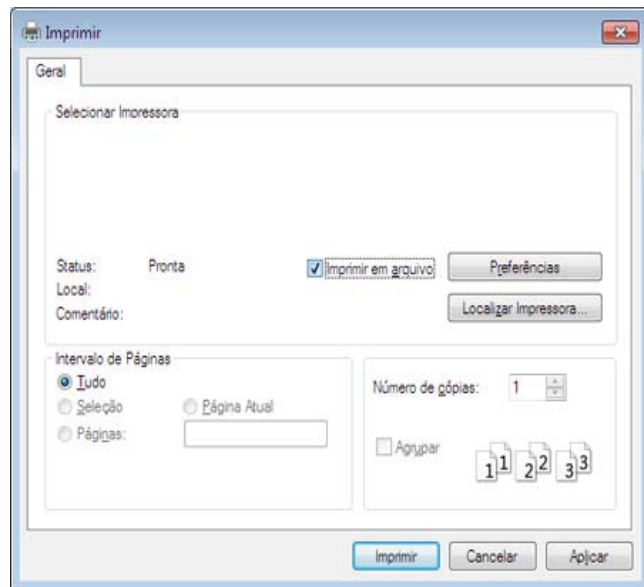 Imprimir
Geral
Selecionar Impressora
Status: Pronta
Imprimir em arquivo
Preferências
Local:
Localizar Impressora...
Comentário:
Intervalo de Páginas
Tudo
Seleção Página Atual
Páginas:
Número de cópias: 1
Agrupar
1 1 2 2 3 3
Imprimir Cancelar Aplicar